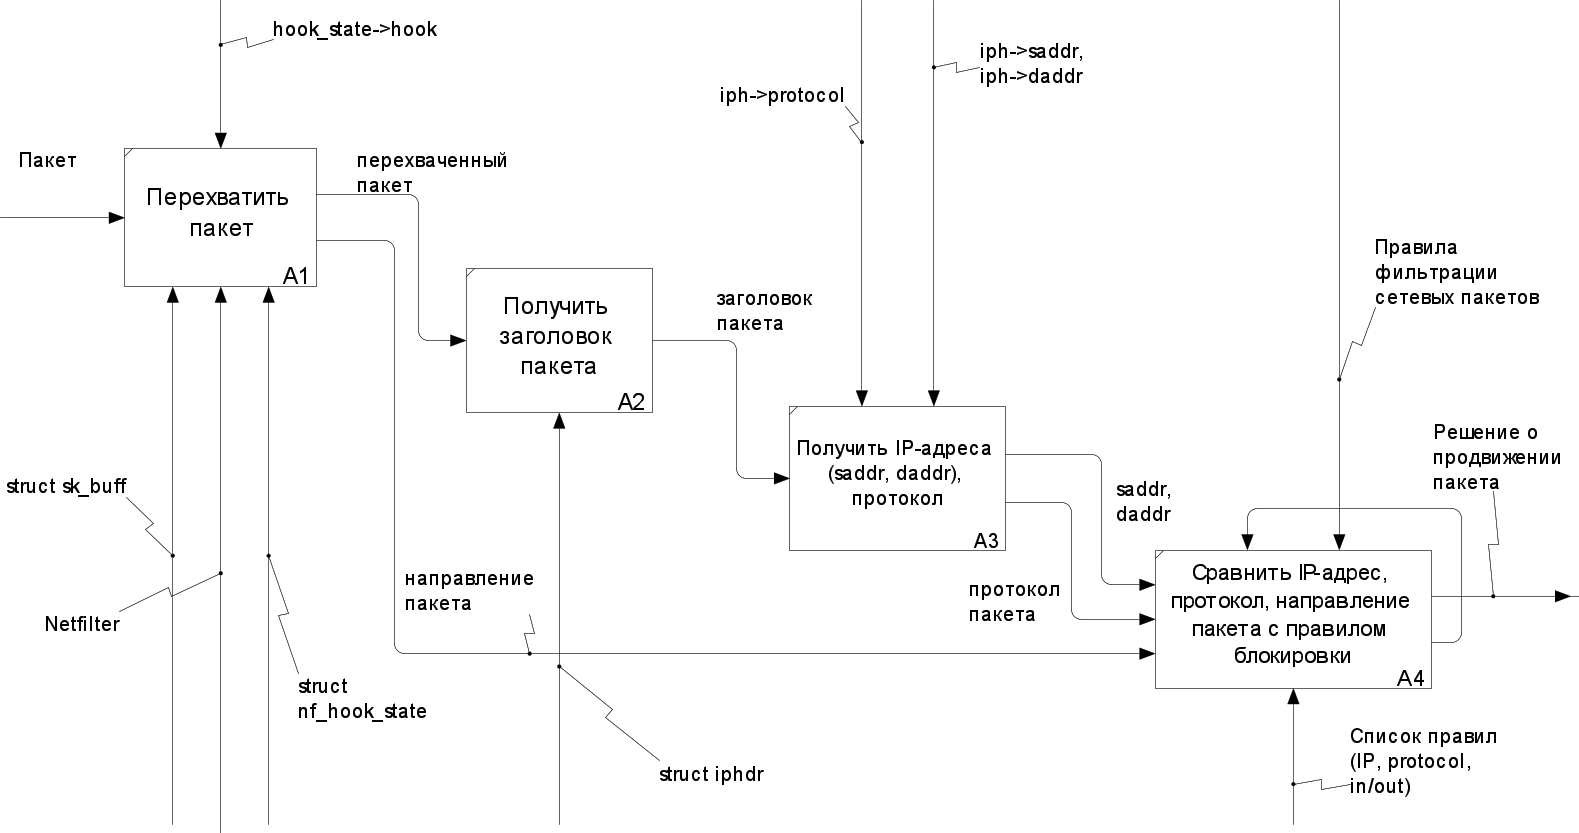 hook_state->hook
iph->saddr,
iph->daddr
iph->protocol
Пакет
перехваченный
пакет
Перехватить
пакет
A1
Правила
фильтрации
сетевых пакетов
Получить
заголовок
пакета
A2
заголовок
пакета
Получить IP-адреса
(saddr, daddr),
протокол
A3
Решение о
продвижении
пакета
struct sk_buff
saddr,
daddr
направление
пакета
протокол
пакета
Сравнить IP-адрес,
протокол, направление
пакета с правилом
блокировки
A4
Netfilter
struct
nf_hook_state
struct iphdr
Список правил
(IP, protocol,
in/out)